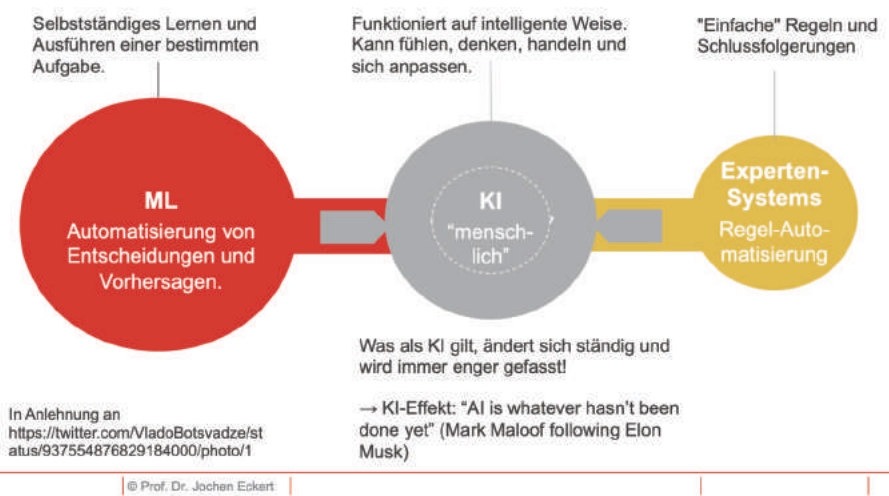 Selbstständiges Lernen und
Ausführen einer bestimmten
Aufgabe.
Funktioniert auf intelligente Weise.
Kann fühlen, denken, handeln und
sich anpassen.
"Einfache" Regeln und
Schlussfolgerungen
ML
Automatisierung von
Entscheidungen und
Vorhersagen.
KI
"mensch-
lich"
Experten-
Systems
Regel-Auto-
matisierung
Was als KI gilt, ändert sich ständig und
wird immer enger gefasst!
→ KI-Effekt: “AI is whatever hasn’t been
done yet” (Mark Maloof following Elon
Musk)
In Anlehnung an
https://twitter.com/VladoBotsvadze/st
atus/937554876829184000/photo/1
© Prof. Dr. Jochen Eckert